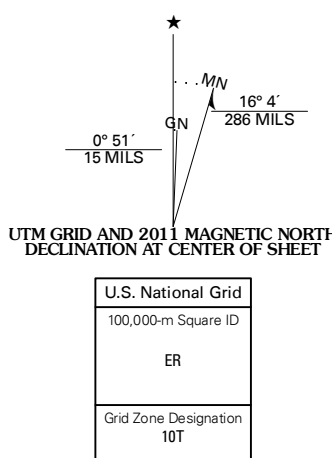 ★
MN
GN
16° 4´
286 MILS
0° 51´
15 MILS
UTM GRID AND 2011 MAGNETIC NORTH
DECLINATION AT CENTER OF SHEET
U.S. National Grid
100,000-m Square ID
ER
Grid Zone Designation
10T